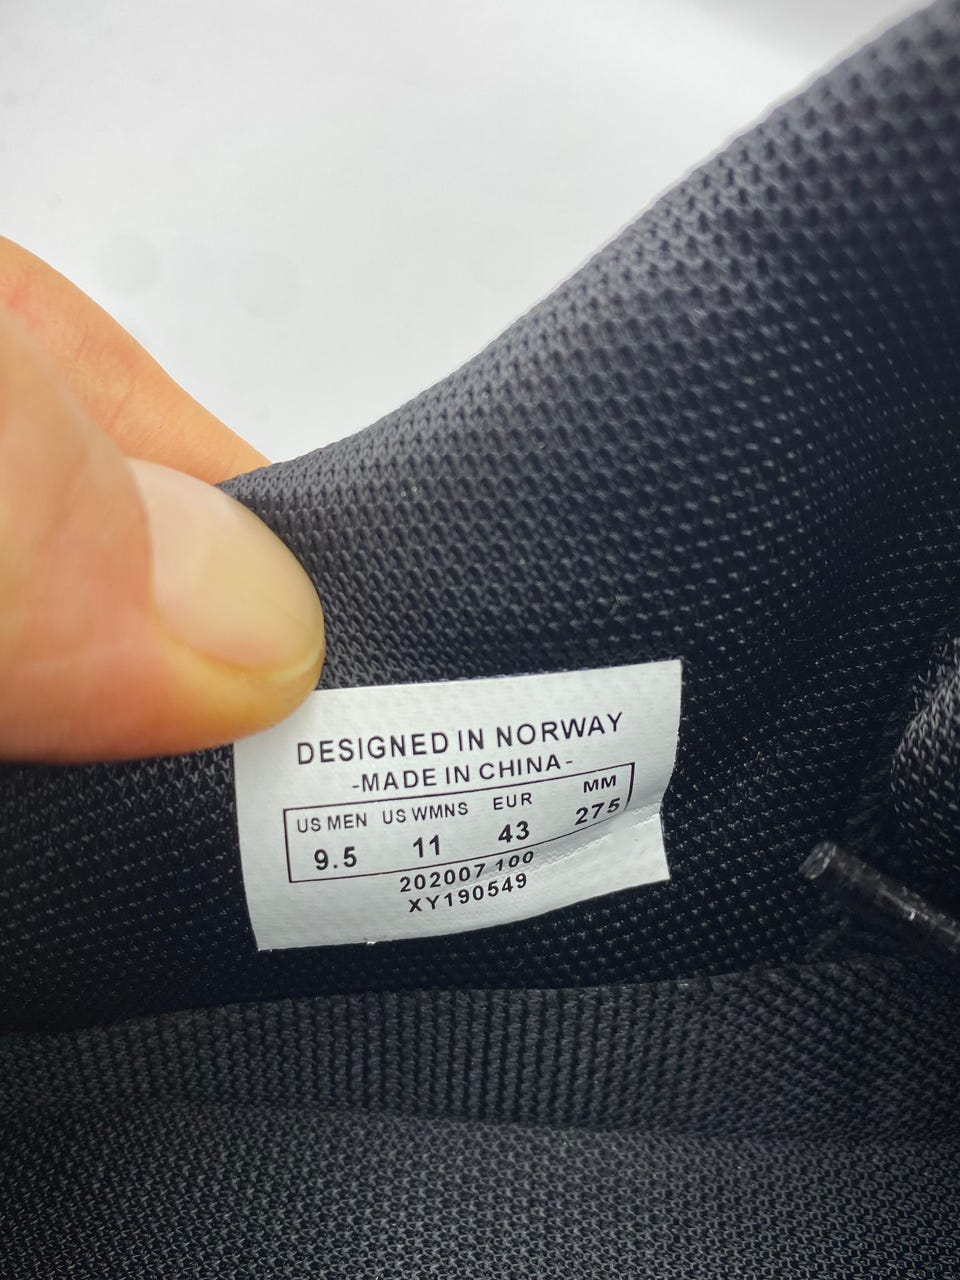 DESIGNED IN NORWAY
-MADE IN CHINA-
US MEN US WMNS EUR MM
9.5 11 43 275
202007 100
XY190549